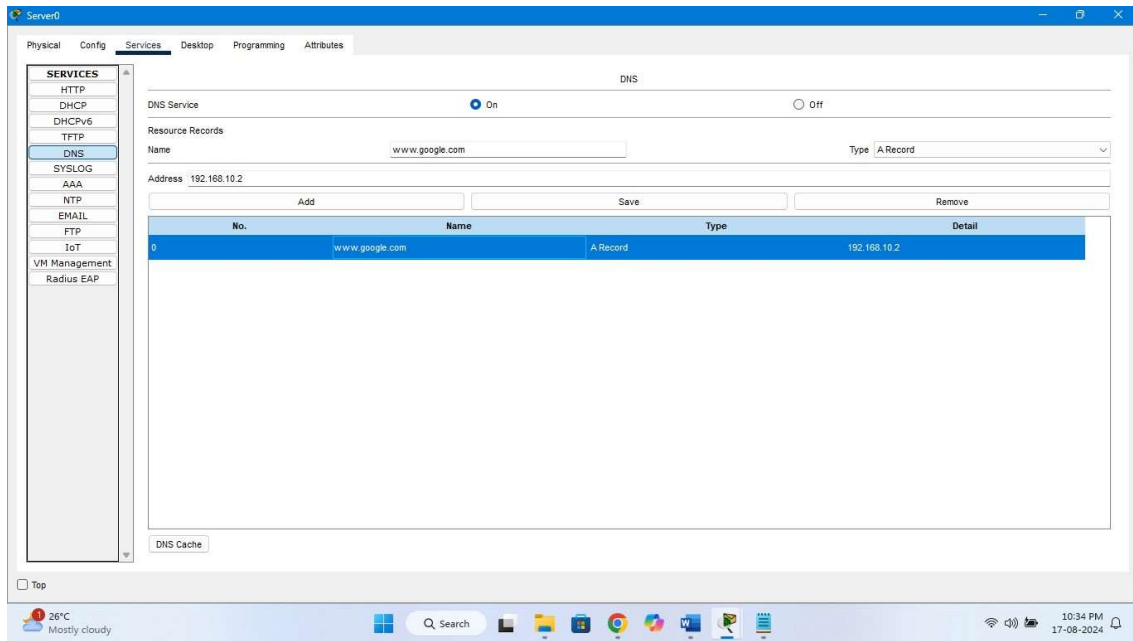 Server0
Physical Config Services Desktop Programming Attributes
SERVICES
HTTP
DHCP
DHCPv6
TFTP
DNS
SYSLOG
AAA
NTP
EMAIL
FTP
IoT
VM Management
Radius EAP
DNS
DNS Service On Off
Resource Records
Name www.google.com Type A Record
Address 192.168.10.2
Add Save Remove
No. Name Type Detail
0 www.google.com A Record 192.168.10.2
DNS Cache
Top
1
26°C
Mostly cloudy
Search
W
10:34 PM
17-08-2024